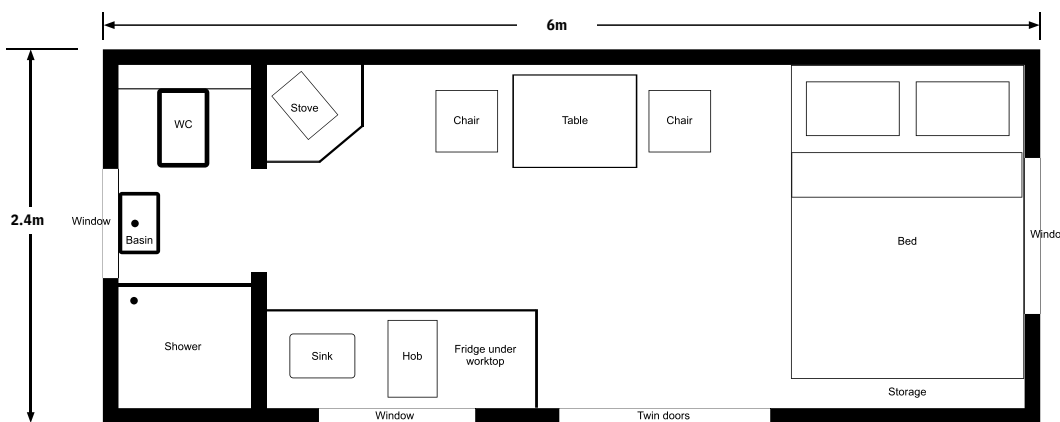 6m
Stove
WC
Chair
Table
Chair
2.4m
Window
Basin
Windo
Bed
Shower
Sink
Hob
Fridge under
worktop
Storage
Window
Twin doors